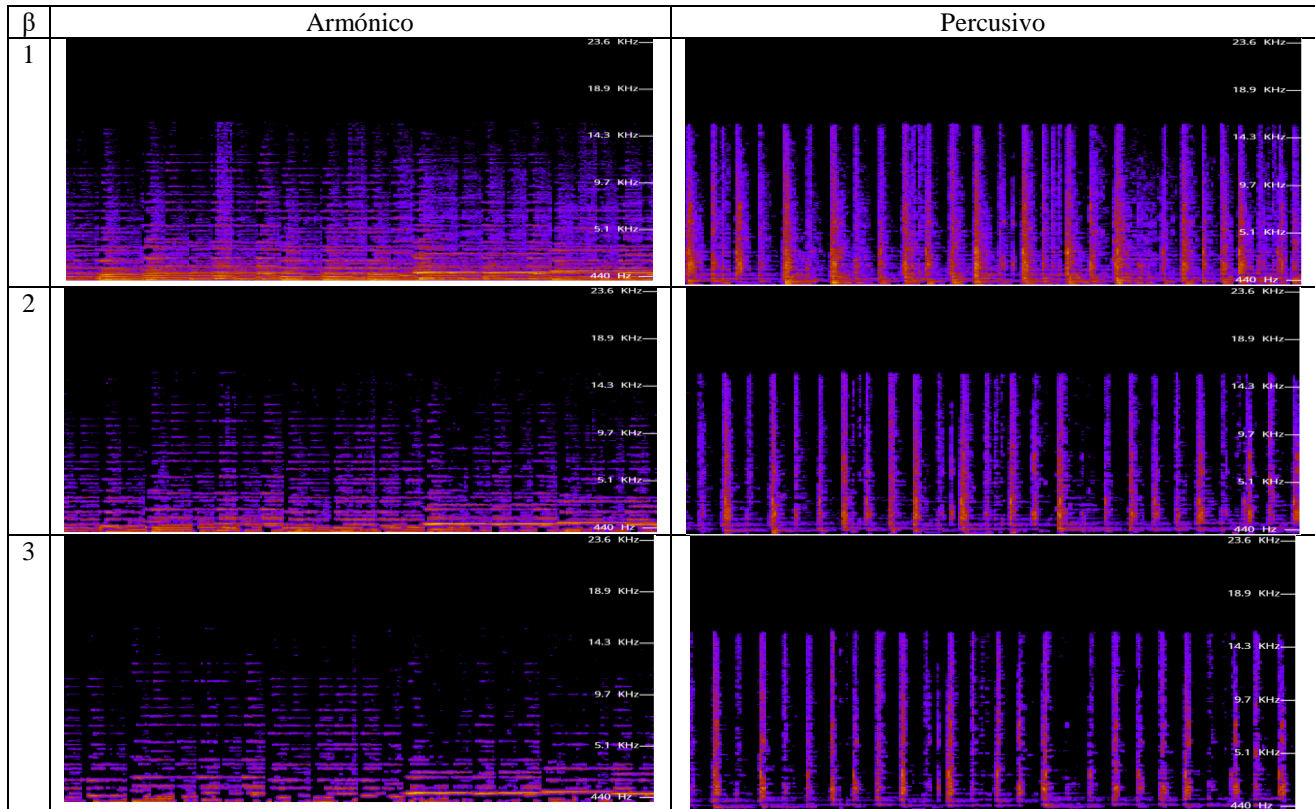 β Armónico Percusivo
1
23.6 KHz 23.6 KHz
18.9 KHz 18.9 KHz
14.3 KHz 14.3 KHz
9.7 KHz 9.7 KHz
5.1 KHz 5.1 KHz
440 Hz 440 Hz
2
23.6 KHz 23.6 KHz
18.9 KHz 18.9 KHz
14.3 KHz 14.3 KHz
9.7 KHz 9.7 KHz
5.1 KHz 5.1 KHz
440 Hz 440 Hz
3
23.6 KHz 23.6 KHz
18.9 KHz 18.9 KHz
14.3 KHz 14.3 KHz
9.7 KHz 9.7 KHz
5.1 KHz 5.1 KHz
440 Hz 440 Hz